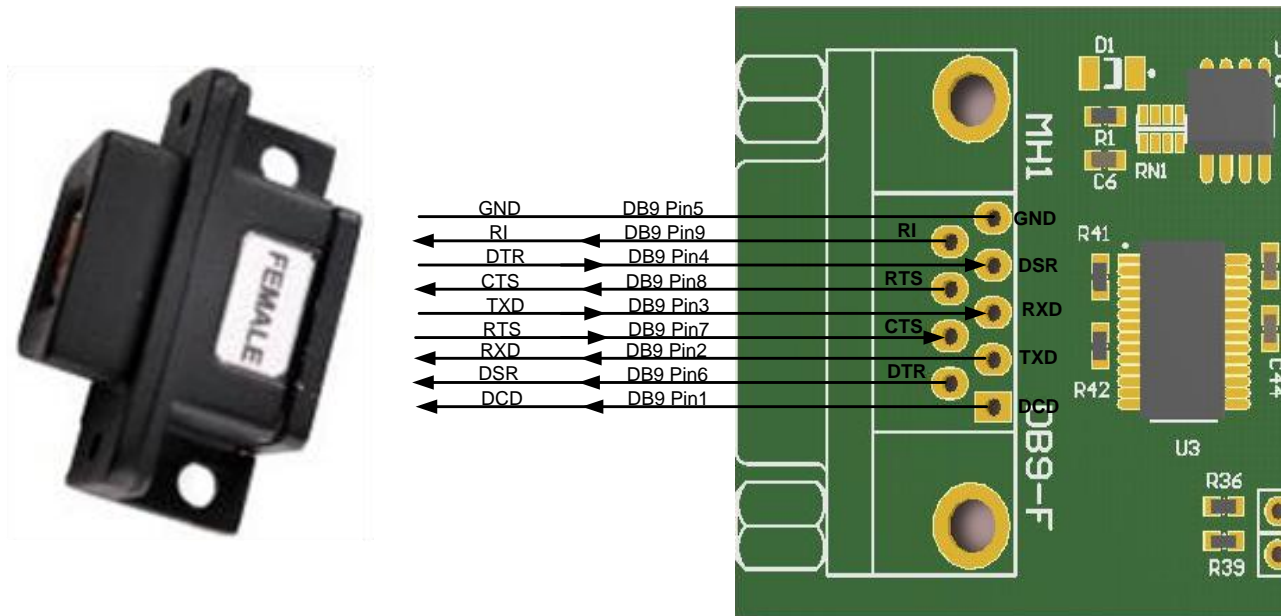 FEMALE
GND DB9 Pin5 GND
RI DB9 Pin9 RI
DTR DB9 Pin4 DSR
CTS DB9 Pin8 RTS
TXD DB9 Pin3 RXD
RTS DB9 Pin7 CTS
RXD DB9 Pin2 TXD
DSR DB9 Pin6 DTR
DCD DB9 Pin1 DCD
MH1
DB9-F
D1
R1
C6
RN1
R41
R42
U3
C44
R36
R39